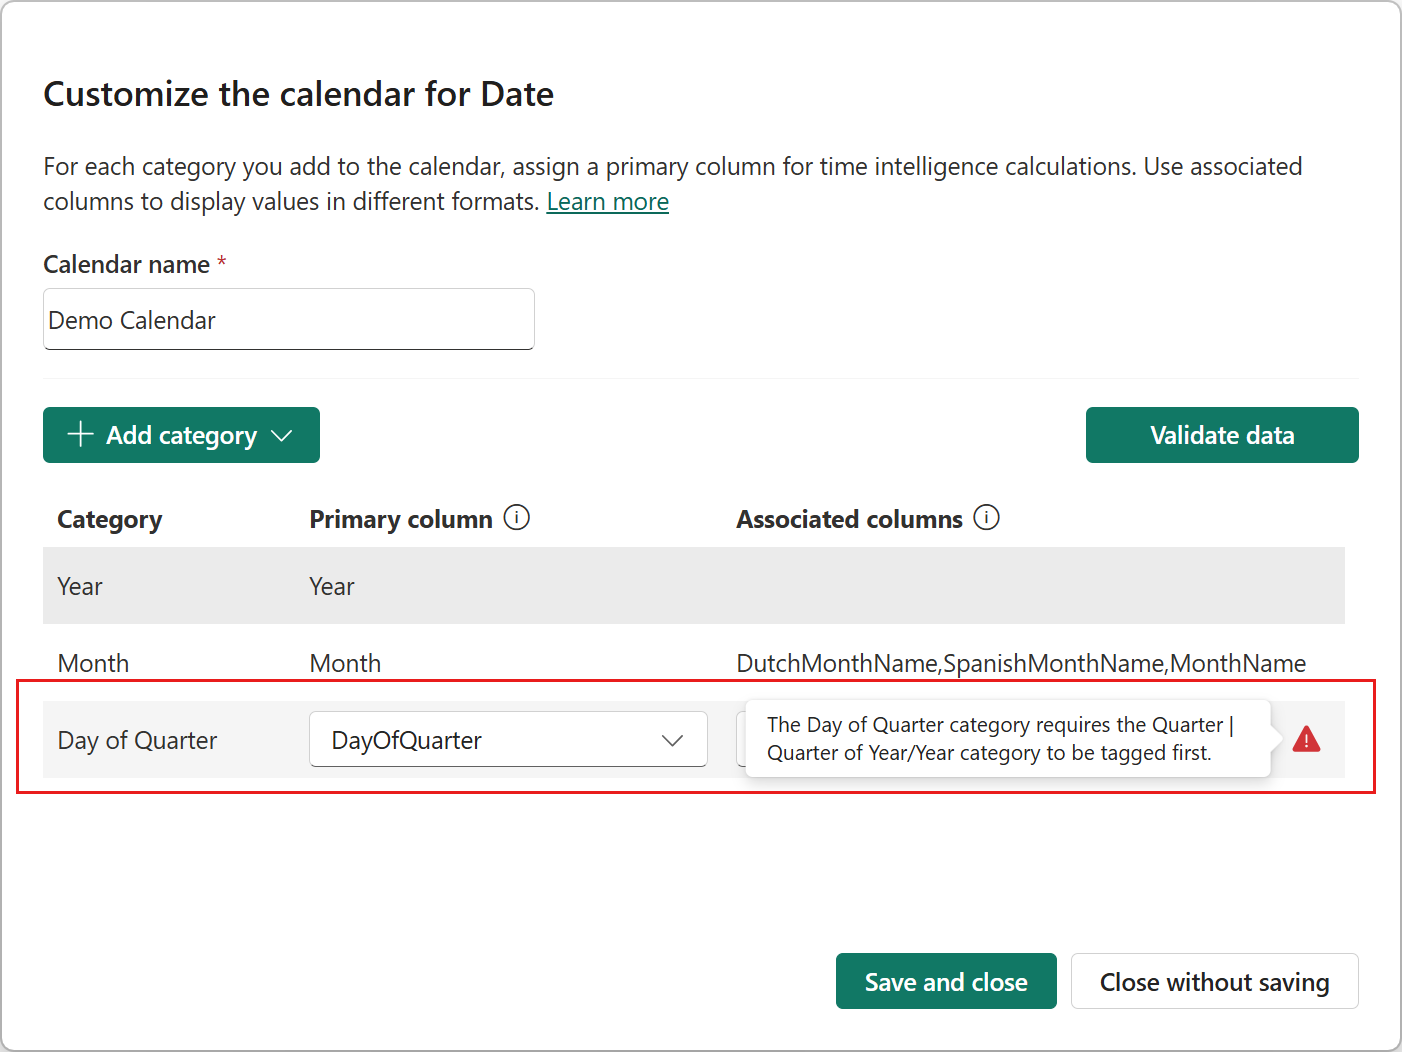 Customize the calendar for Date
For each category you add to the calendar, assign a primary column for time intelligence calculations. Use associated
columns to display values in different formats. Learn more
Calendar name *
Demo Calendar
Add category
Validate data
Category Primary column Associated columns
Year Year
Month Month DutchMonthName,SpanishMonthName,MonthName
Day of Quarter DayOfQuarter
The Day of Quarter category requires the Quarter |
Quarter of Year/Year category to be tagged first.
Save and close
Close without saving